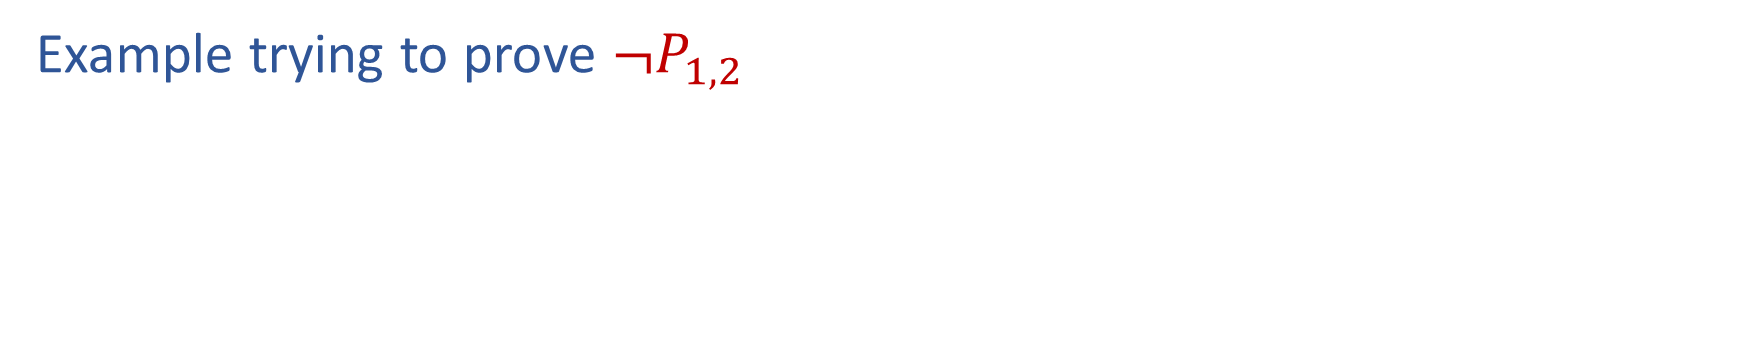 Example trying to prove ¬P₁,₂